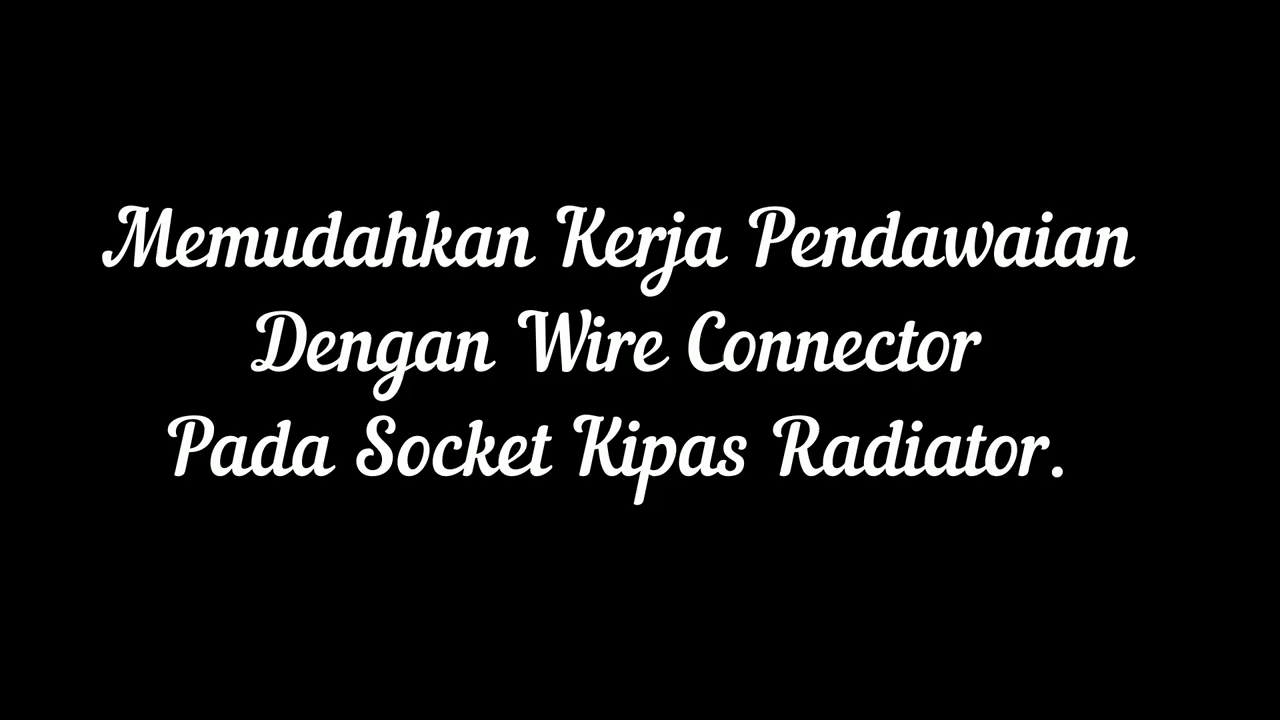 Memudahkan Kerja Pendawaian
Dengan Wire Connector
Pada Socket Kipas Radiator.